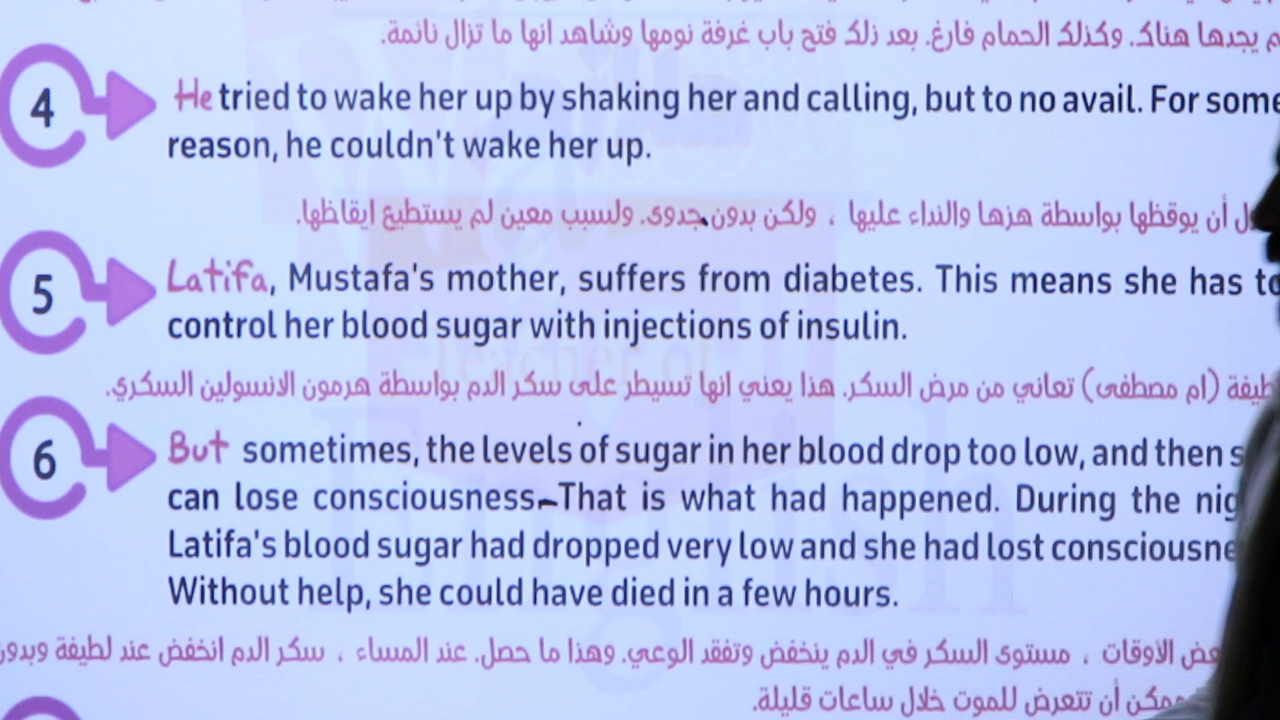 يجدها هناك. وكذلك الحمام فارغ. بعد ذلك فتح باب غرفة نومها وشاهد انها ما تزال نائمة.
4
He tried to wake her up by shaking her and calling, but to no avail. For some
reason, he couldn't wake her up.
أن يوقظها بواسطة هزها والنداء عليها ، ولكن بدون جدوى. ولسبب معين لم يستطيع ايقاظها.
5
Latifa, Mustafa's mother, suffers from diabetes. This means she has to
control her blood sugar with injections of insulin.
(ام مصطفى) تعاني من مرض السكر. هذا يعني انها تسيطر على سكر الدم بواسطة هرمون الانسولين السكري.
6
But sometimes, the levels of sugar in her blood drop too low, and then
can lose consciousness. That is what had happened. During the
Latifa's blood sugar had dropped very low and she had lost
Without help, she could have died in a few hours.
الأوقات ، مستوى السكر في الدم ينخفض وتفقد الوعي. وهذا ما حصل. عند المساء ، سكر الدم انخفض عند لطيفة وبدون
أن تتعرض للموت خلال ساعات قليلة.